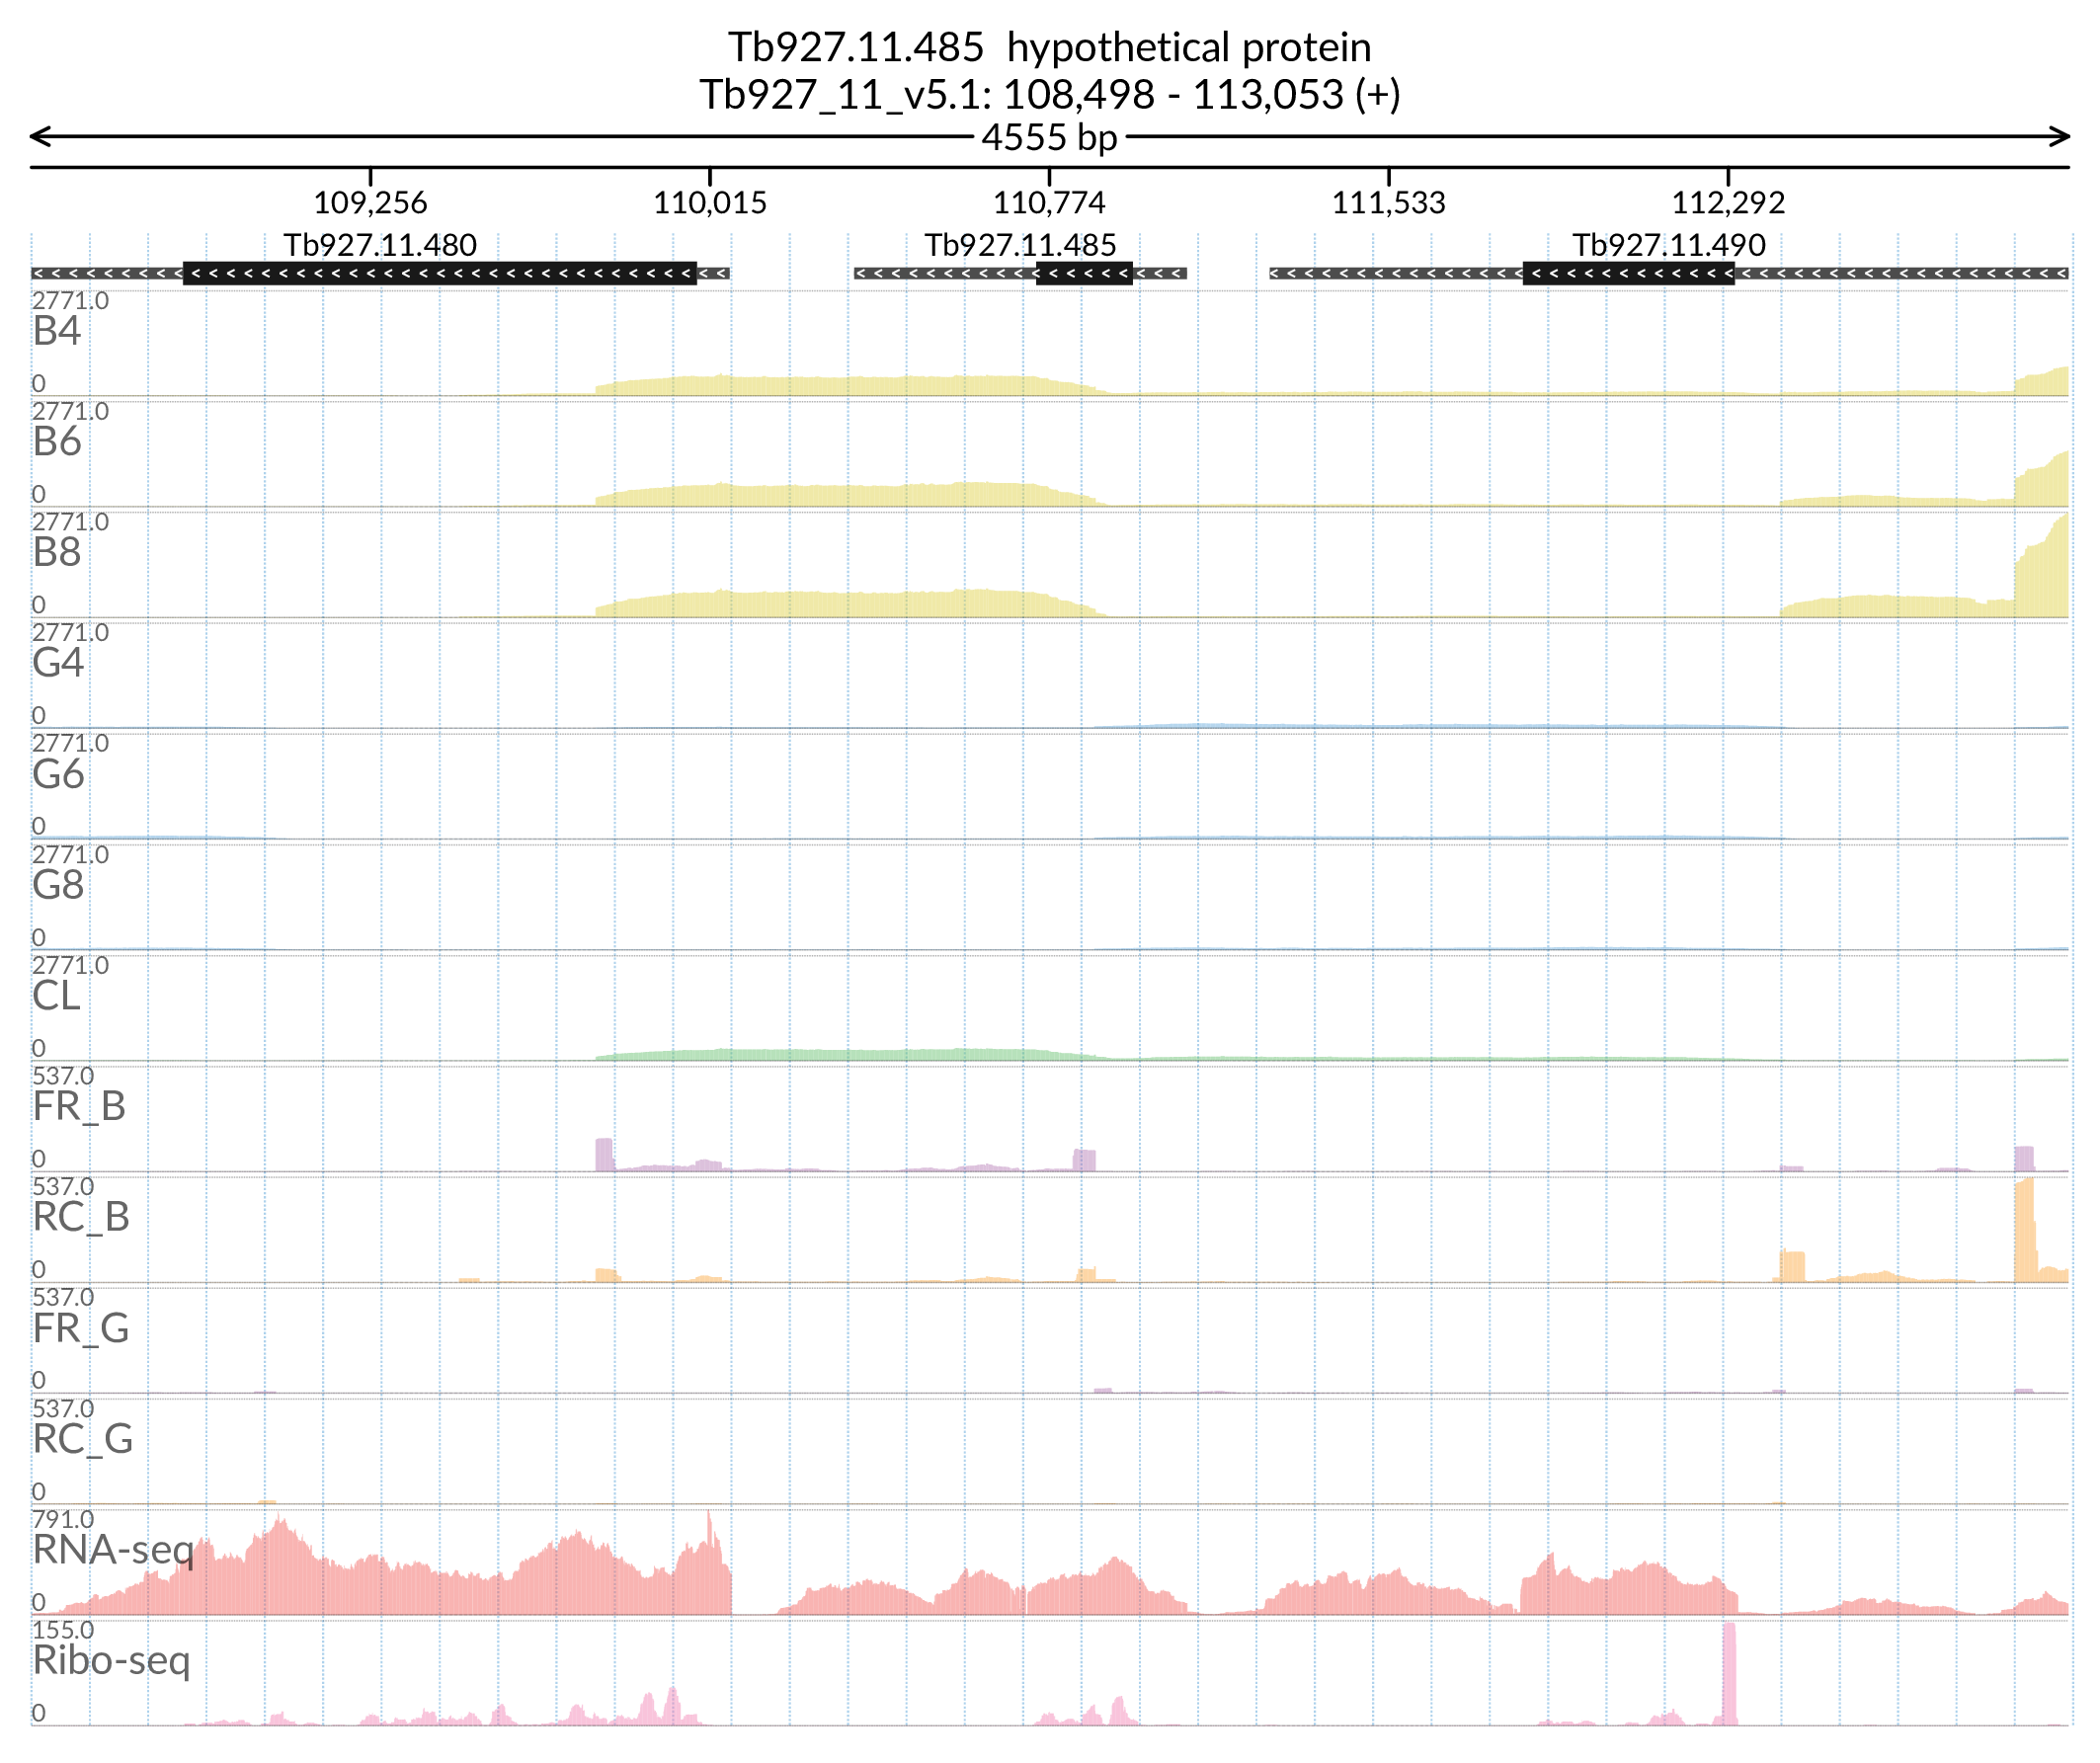 Tb927.11.485 hypothetical protein
Tb927_11_v5.1: 108,498 - 113,053 (+)
4555 bp
109,256 110,015 110,774 111,533 112,292
Tb927.11.480 Tb927.11.485 Tb927.11.490
2771.0
B4
0
2771.0
B6
0
2771.0
B8
0
2771.0
G4
0
2771.0
G6
0
2771.0
G8
0
2771.0
CL
0
537.0
FR_B
0
537.0
RC_B
0
537.0
FR_G
0
537.0
RC_G
0
791.0
RNA-seq
0
155.0
Ribo-seq
0